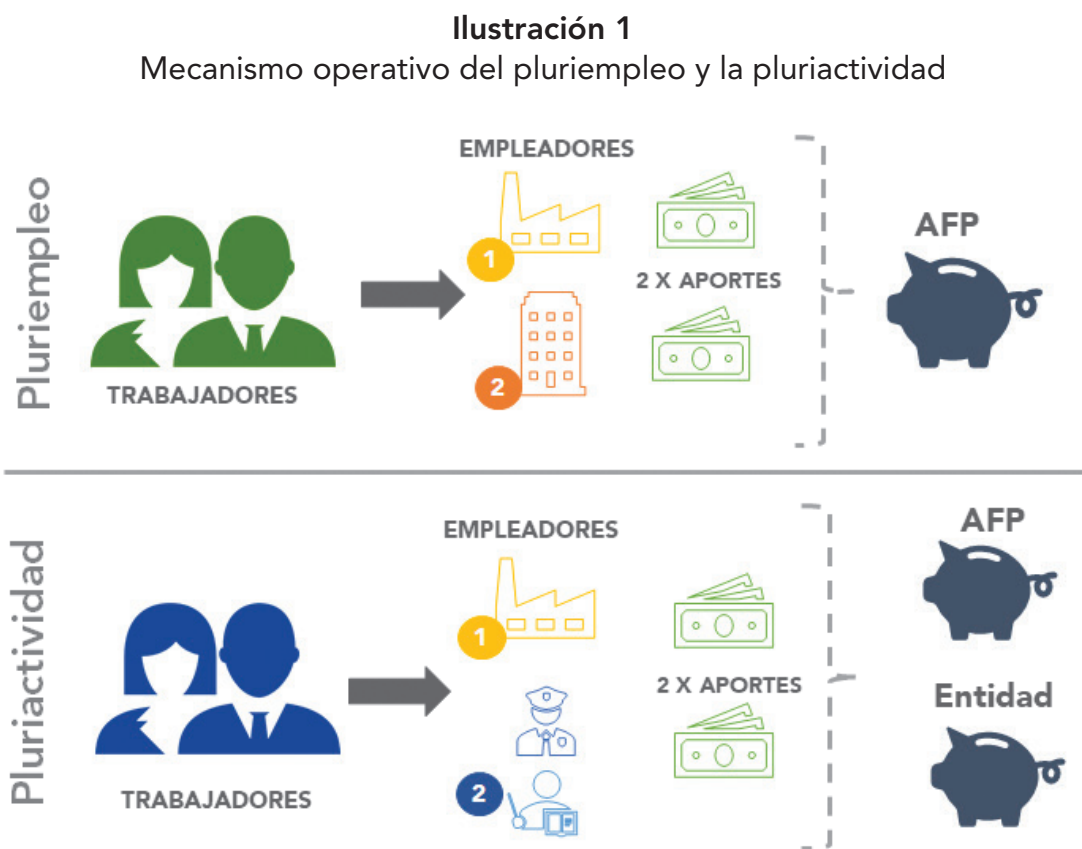 Ilustración 1
Mecanismo operativo del pluriempleo y la pluriactividad
Pluriempleo
TRABAJADORES
EMPLEADORES
1
2
2 X APORTES
AFP
Pluriactividad
TRABAJADORES
EMPLEADORES
1
2
2 X APORTES
AFP
Entidad